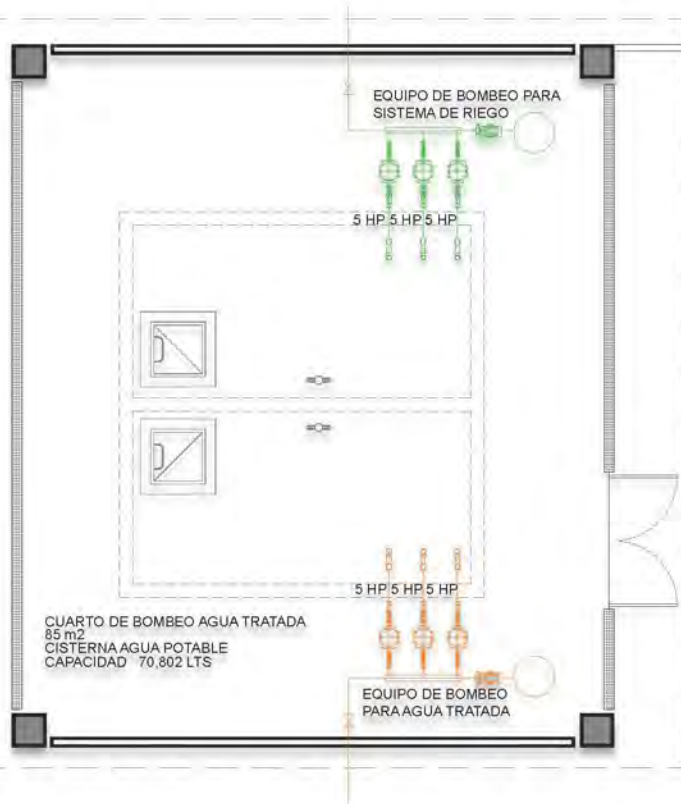 EQUIPO DE BOMBEO PARA
SISTEMA DE RIEGO
5 HP 5 HP 5 HP
5 HP 5 HP 5 HP
CUARTO DE BOMBEO AGUA TRATADA
85 m2
CISTERNA AGUA POTABLE
CAPACIDAD 70,802 LTS
EQUIPO DE BOMBEO
PARA AGUA TRATADA